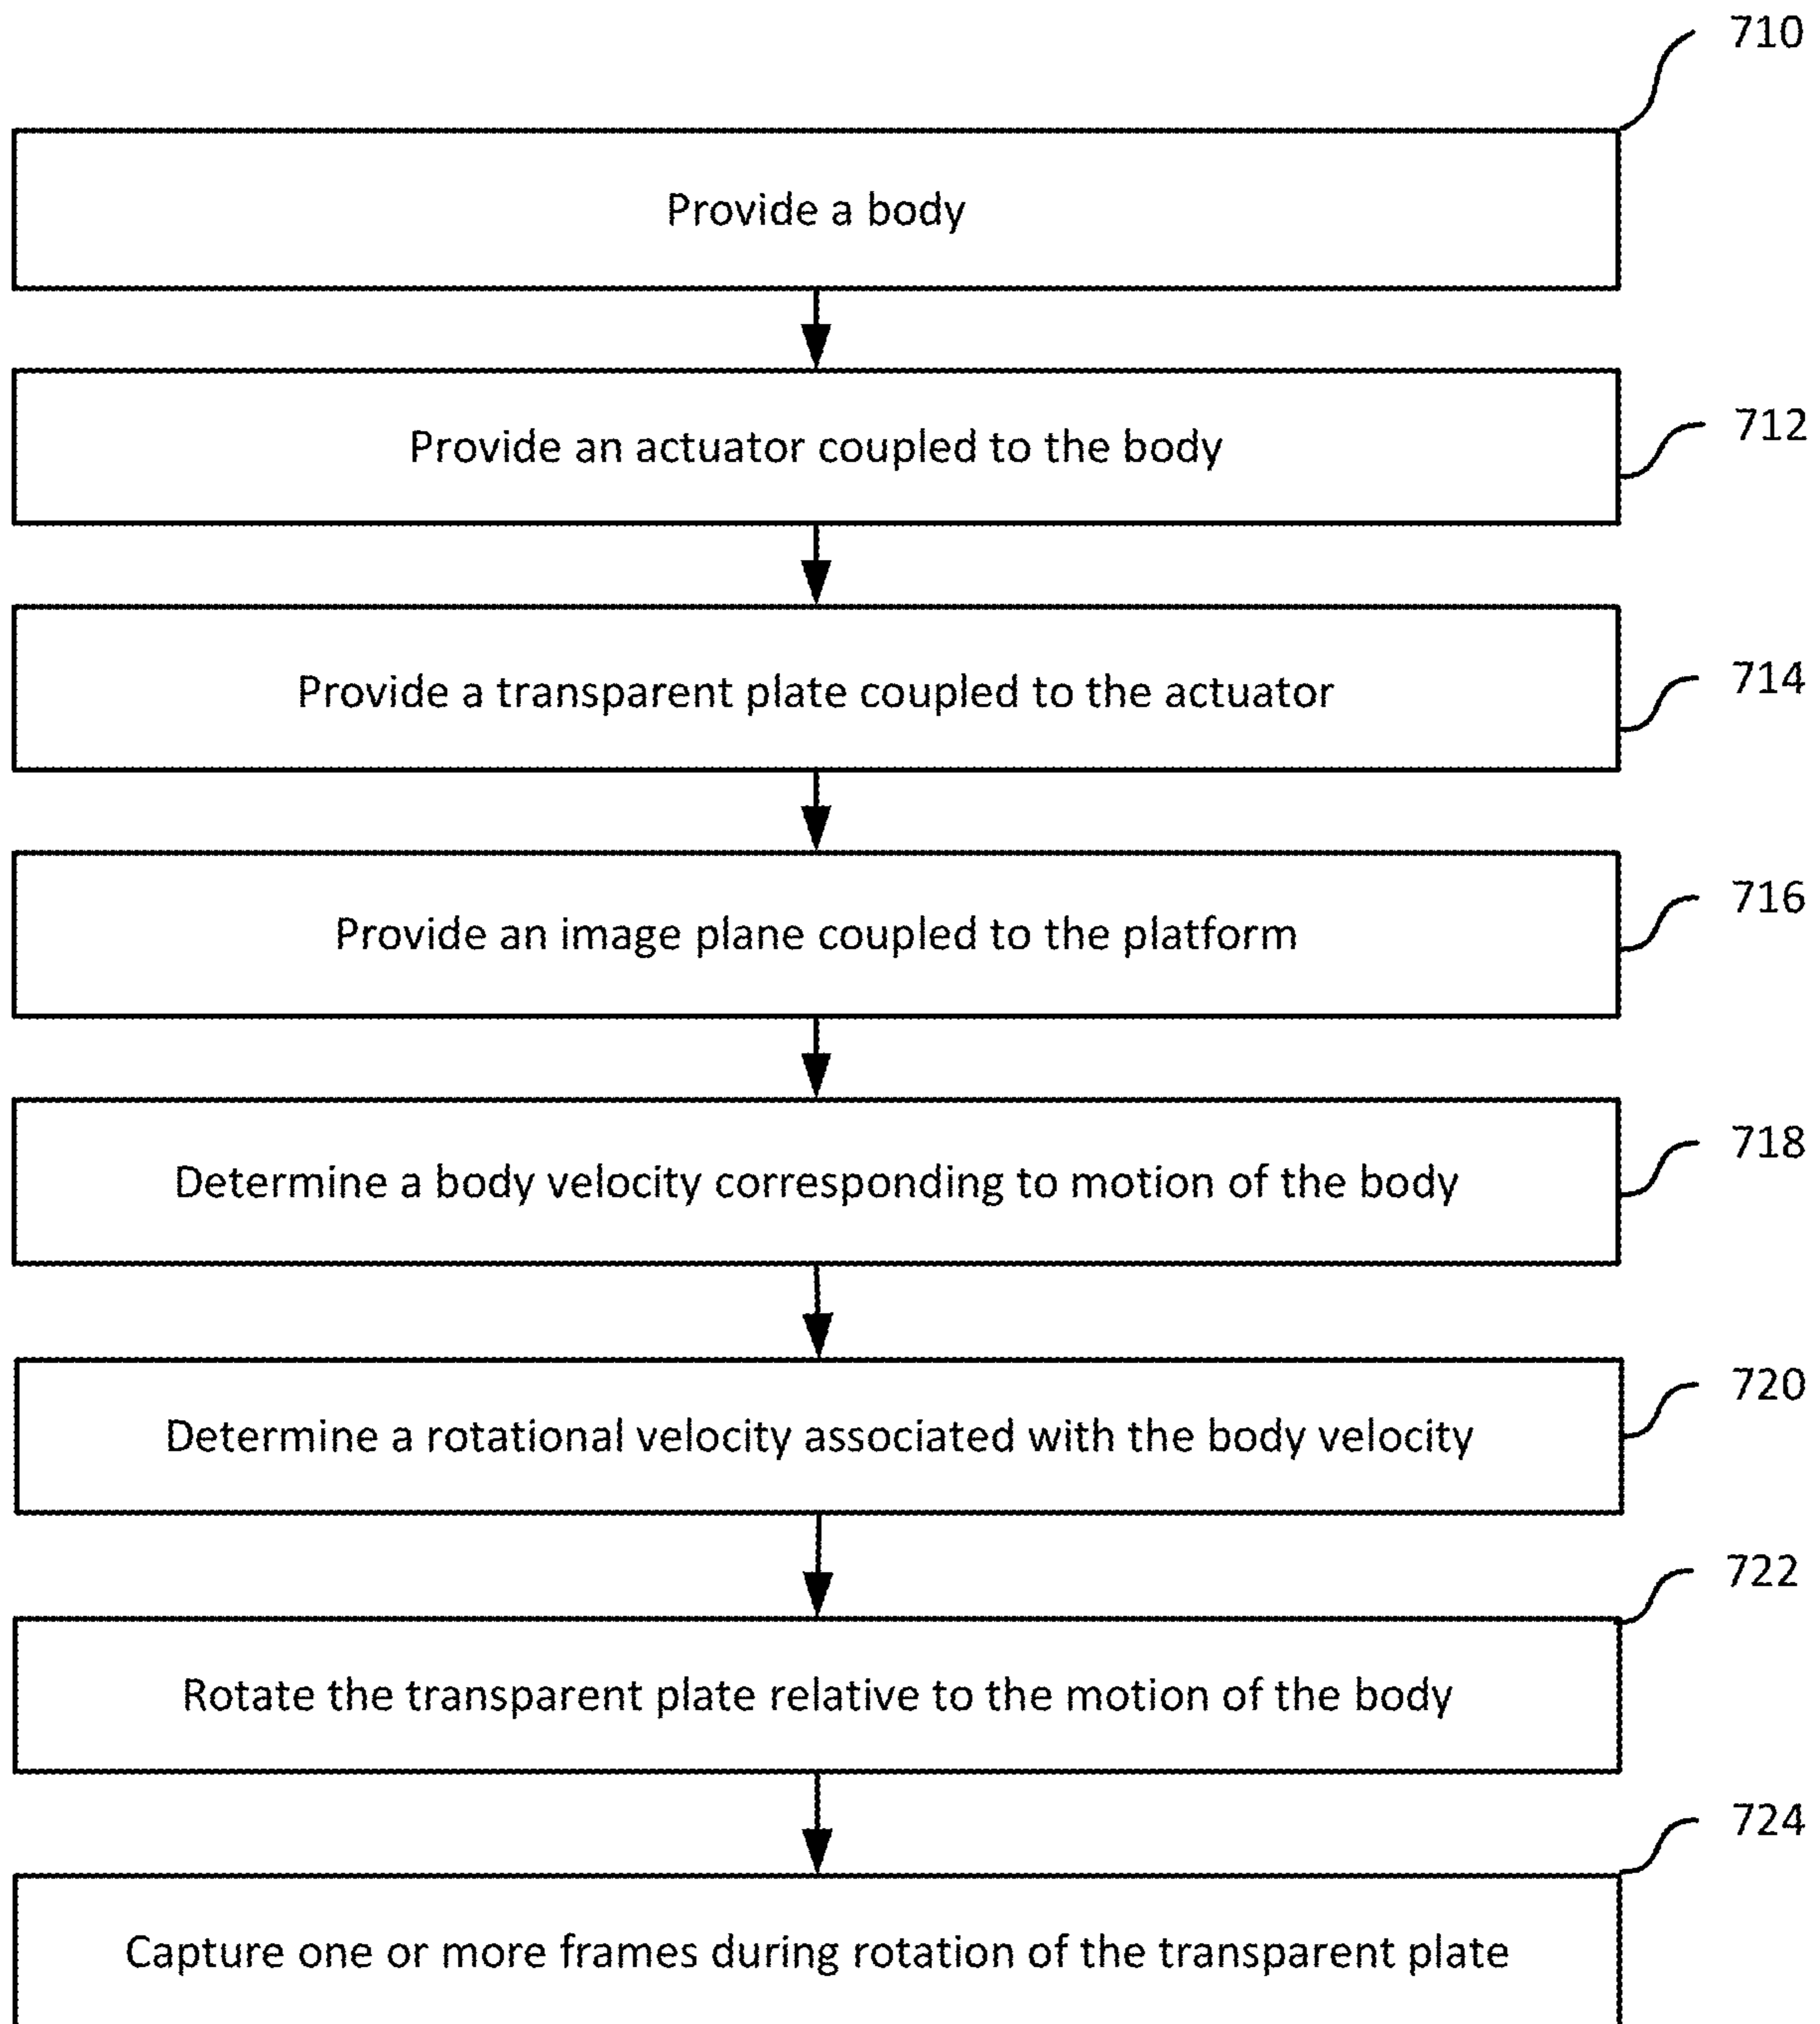 710
Provide a body
712
Provide an actuator coupled to the body
714
Provide a transparent plate coupled to the actuator
716
Provide an image plane coupled to the platform
718
Determine a body velocity corresponding to motion of the body
720
Determine a rotational velocity associated with the body velocity
722
Rotate the transparent plate relative to the motion of the body
724
Capture one or more frames during rotation of the transparent plate